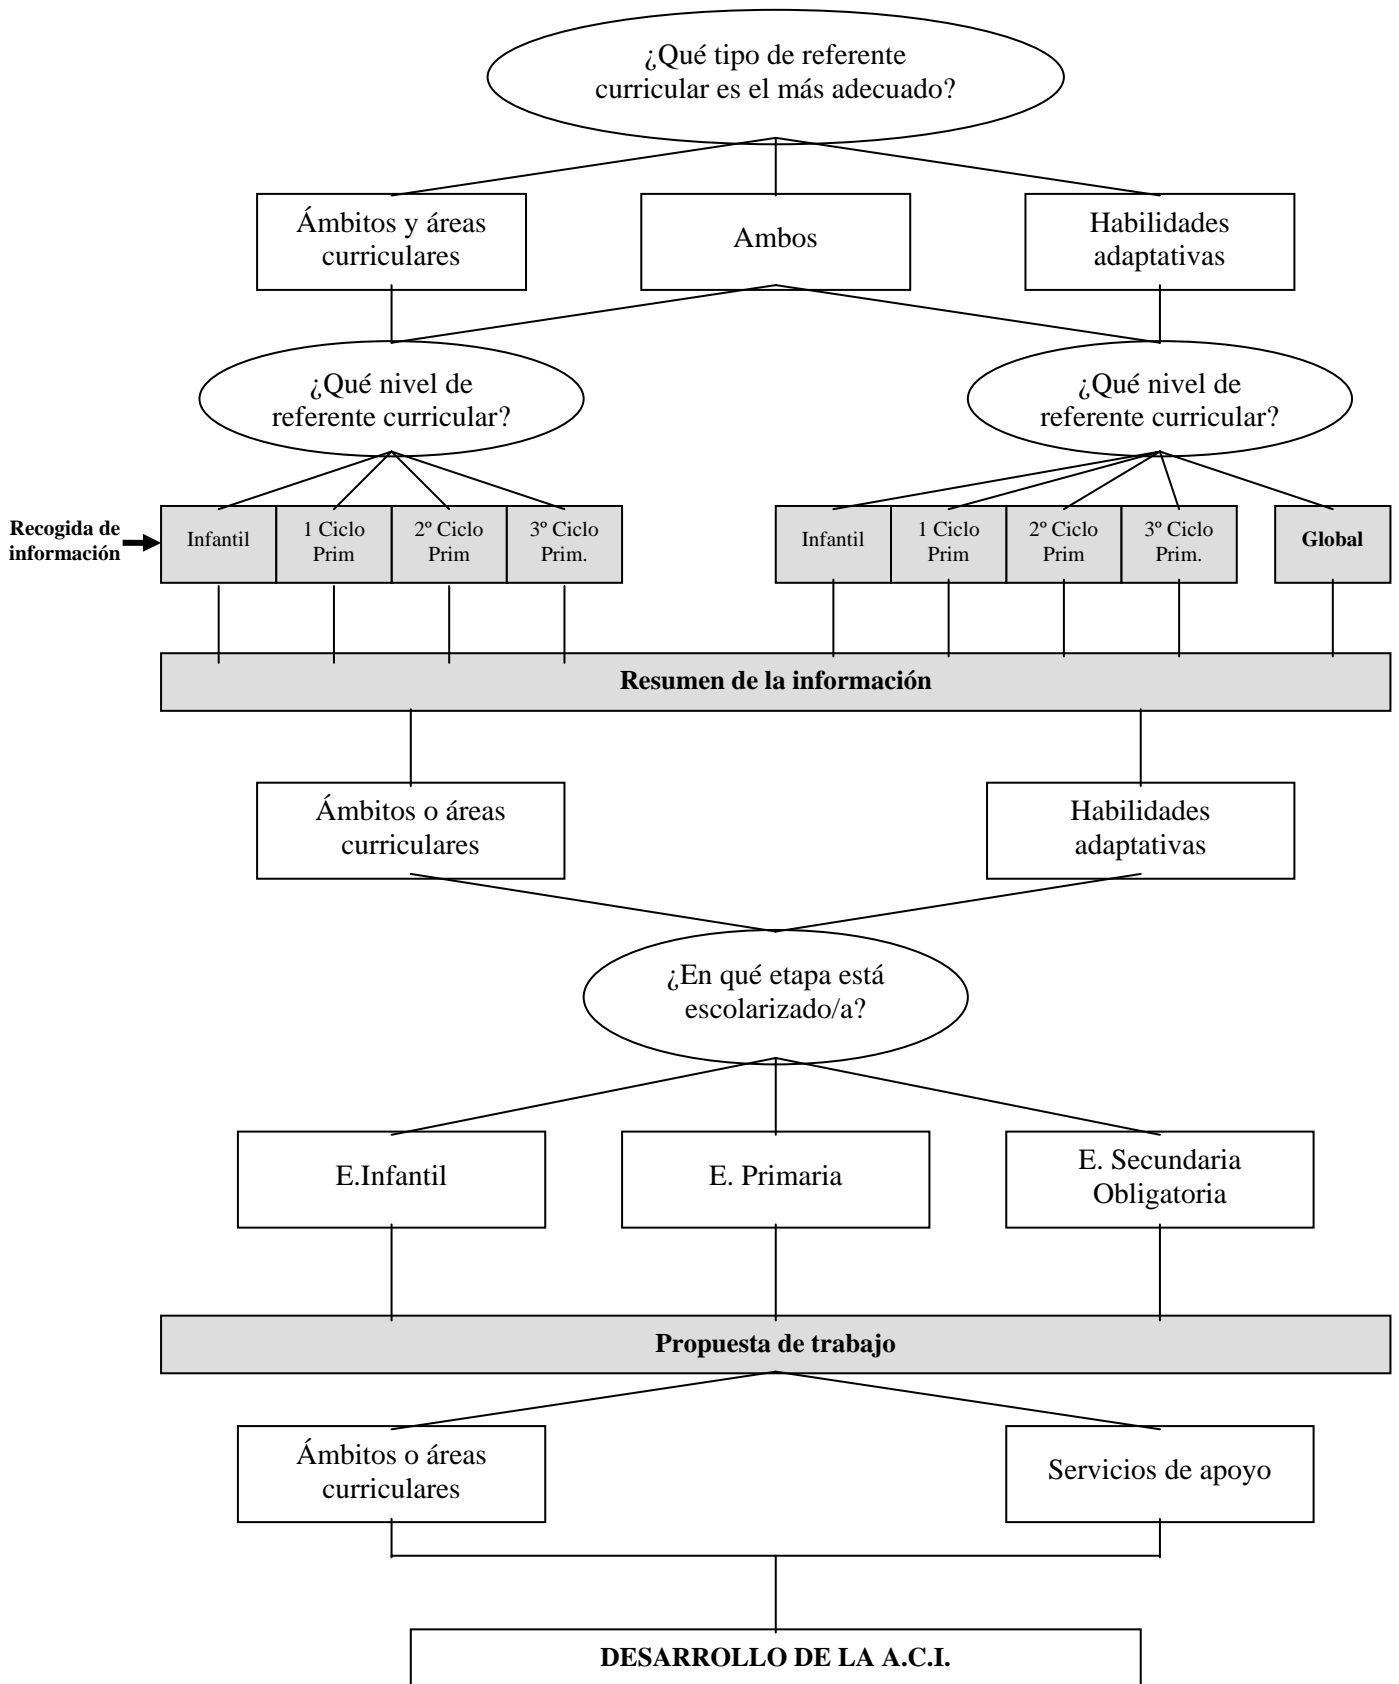 ¿Qué tipo de referente
curricular es el más adecuado?
Ámbitos y áreas
curriculares
Ambos
Habilidades
adaptativas
¿Qué nivel de
referente curricular?
¿Qué nivel de
referente curricular?
Recogida de
información
Infantil
1 Ciclo
Prim
2º Ciclo
Prim
3º Ciclo
Prim.
Infantil
1 Ciclo
Prim
2º Ciclo
Prim
3º Ciclo
Prim.
Global
Resumen de la información
Ámbitos o áreas
curriculares
Habilidades
adaptativas
¿En qué etapa está
escolarizado/a?
E.Infantil
E. Primaria
E. Secundaria
Obligatoria
Propuesta de trabajo
Ámbitos o áreas
curriculares
Servicios de apoyo
DESARROLLO DE LA A.C.I.